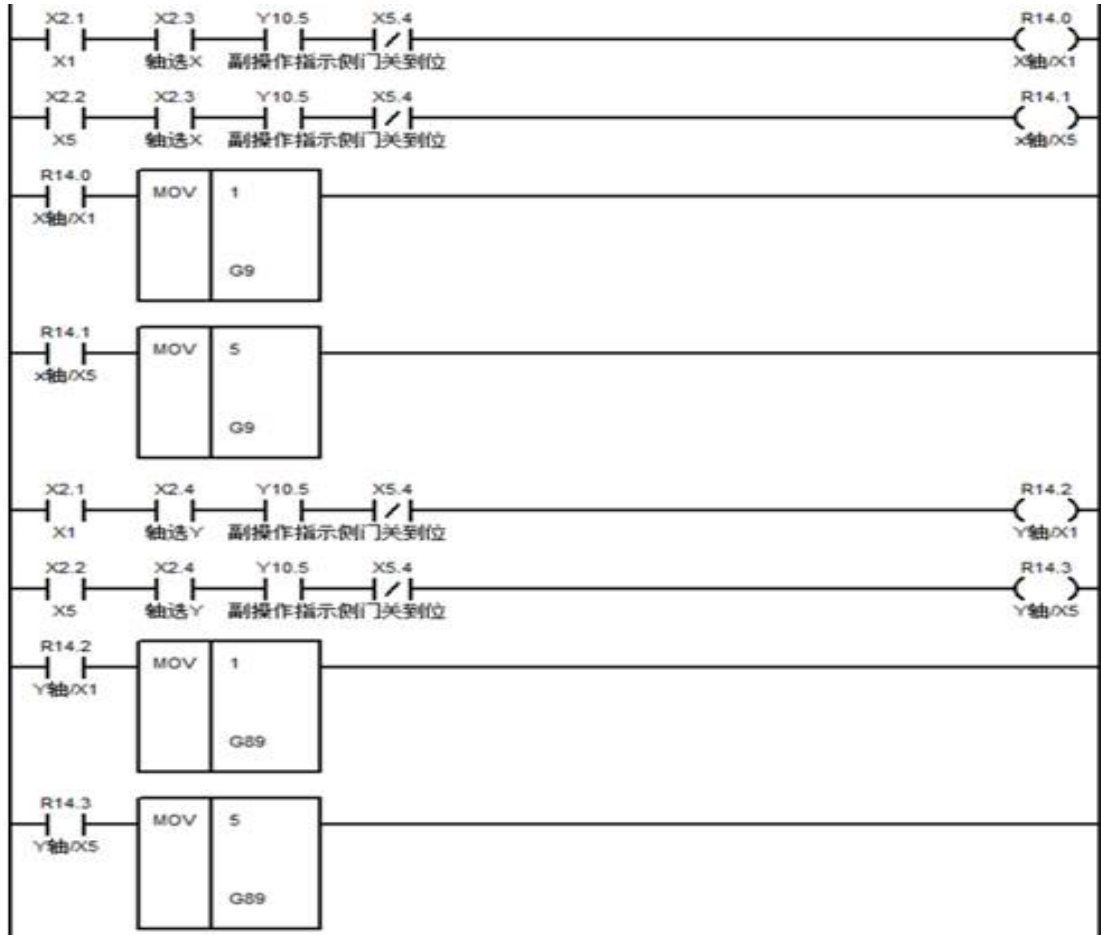 X2.1 X2.3 Y10.5 X5.4 R14.0
X1 轴选X 副操作指示侧门关到位 X轴/X1
X2.2 X2.3 Y10.5 X5.4 R14.1
X5 轴选X 副操作指示侧门关到位 x轴/X5
R14.0
MOV 1
X轴/X1
G9
R14.1
MOV 5
x轴/X5
G9
X2.1 X2.4 Y10.5 X5.4 R14.2
X1 轴选Y 副操作指示侧门关到位 Y轴/X1
X2.2 X2.4 Y10.5 X5.4 R14.3
X5 轴选Y 副操作指示侧门关到位 Y轴/X5
R14.2
MOV 1
Y轴/X1
G89
R14.3
MOV 5
Y轴/X5
G89